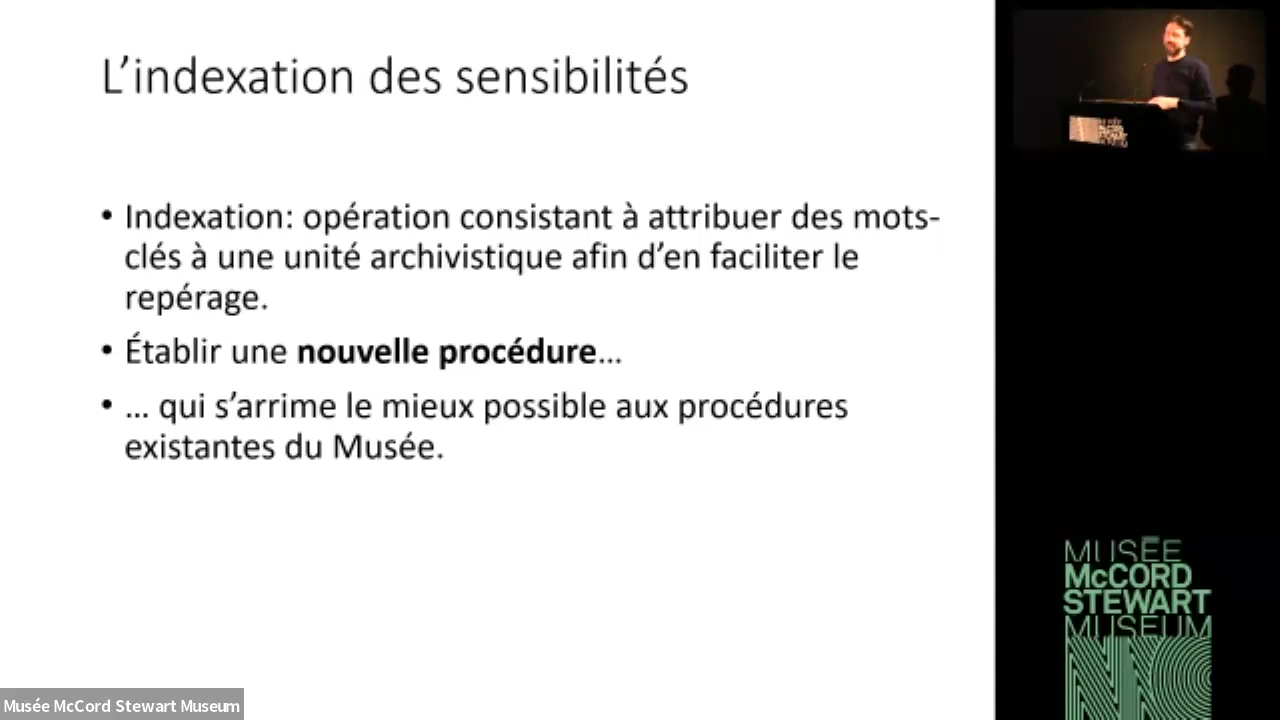 L’indexation des sensibilités
• Indexation: opération consistant à attribuer des mots-
clés à une unité archivistique afin d’en faciliter le
repérage.
• Établir une nouvelle procédure…
• … qui s’arrime le mieux possible aux procédures
existantes du Musée.
MUSÉE
McCORD
STEWART
MUSEUM
Musée McCord Stewart Museum